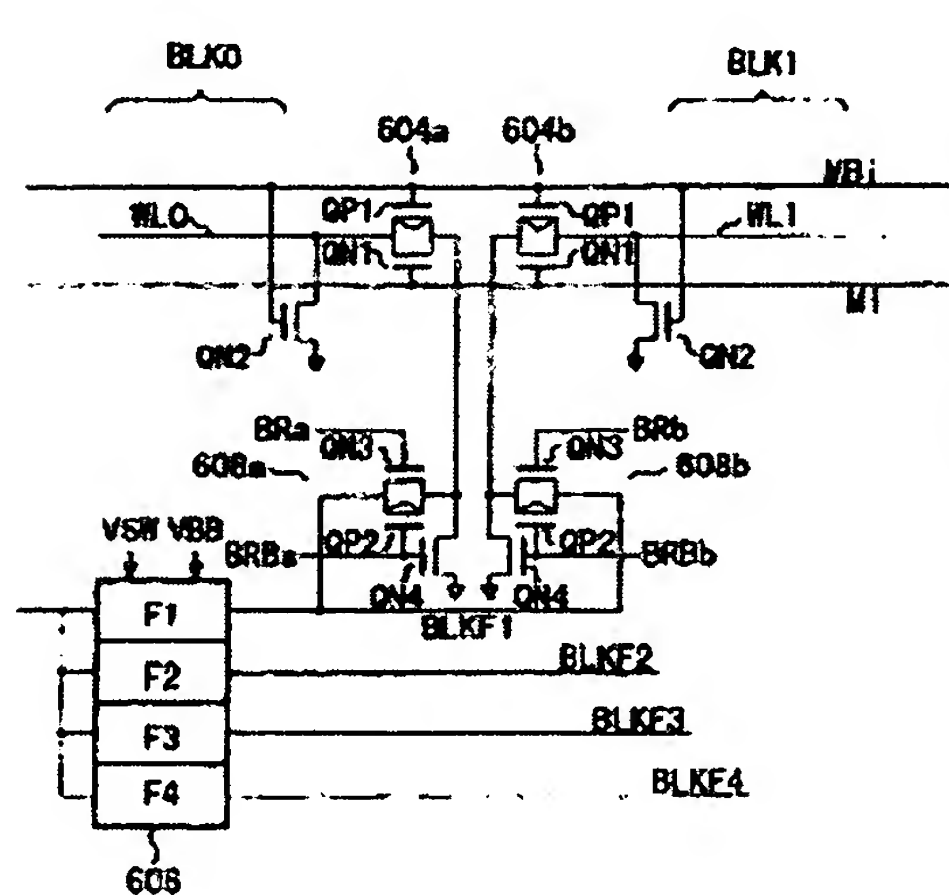 BLK0
BLK1
604a
604b
MBi
QP1
QP1
WL0
WL1
QN1
QN1
Mi
QN2
QN2
BRa
BRb
QN3
QN3
608a
608b
VSW VBB
QP2
QP2
BRBa
BRBb
QN4
QN4
F1
BLKF1
F2
BLKF2
F3
BLKF3
F4
BLKF4